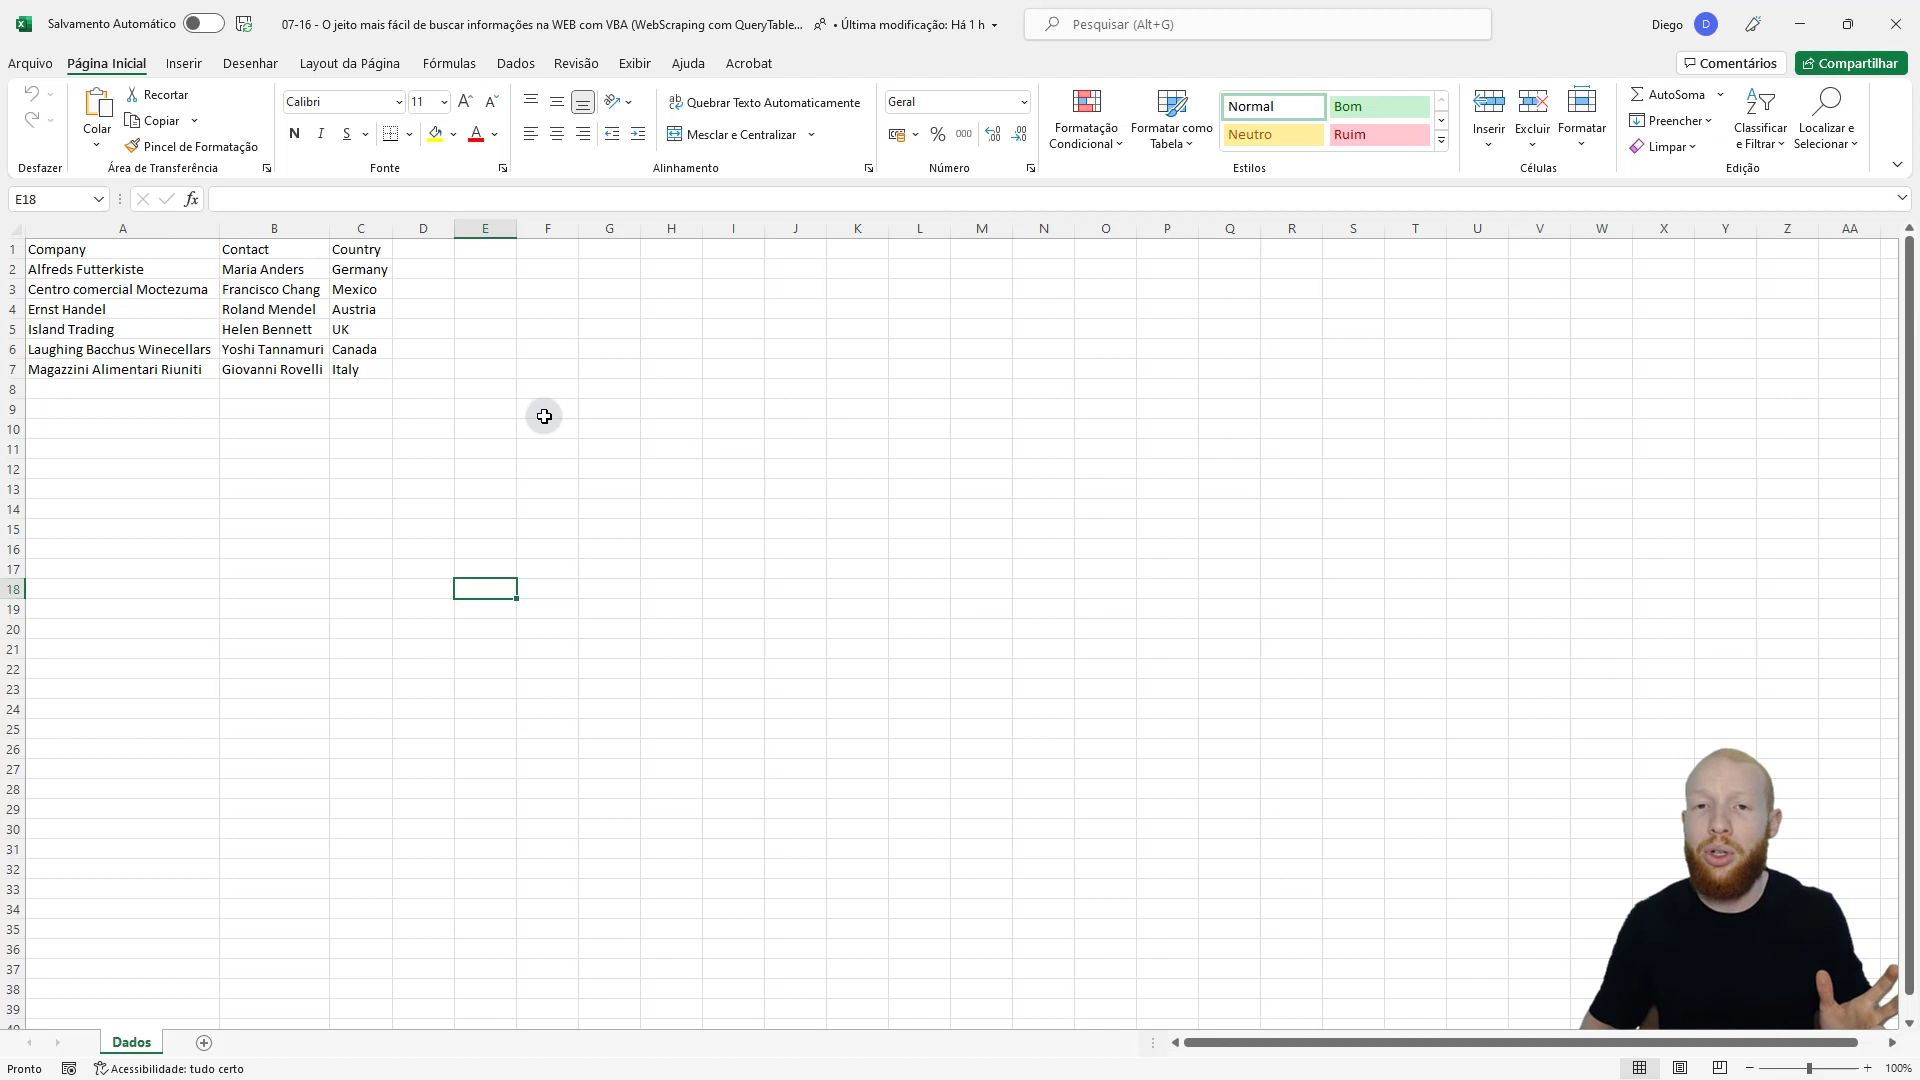 Salvamento Automático
07-16 - O jeito mais fácil de buscar informações na WEB com VBA (WebScraping com QueryTable...
• Última modificação: Há 1 h
Pesquisar (Alt+G)
Diego
D
Arquivo
Página Inicial
Inserir
Desenhar
Layout da Página
Fórmulas
Dados
Revisão
Exibir
Ajuda
Acrobat
Comentários
Compartilhar
Desfazer
Colar
Recortar
Copiar
Pincel de Formatação
Área de Transferência
Calibri
11
N I S
Fonte
Quebrar Texto Automaticamente
Mesclar e Centralizar
Alinhamento
Geral
% 000
Número
Formatação Condicional
Formatar como Tabela
Normal
Bom
Neutro
Ruim
Estilos
Inserir
Excluir
Formatar
Células
AutoSoma
Preencher
Limpar
Classificar e Filtrar
Localizar e Selecionar
Edição
E18
fx
A B C D E F G H I J K L M N O P Q R S T U V W X Y Z AA
1 Company Contact Country
2 Alfreds Futterkiste Maria Anders Germany
3 Centro comercial Moctezuma Francisco Chang Mexico
4 Ernst Handel Roland Mendel Austria
5 Island Trading Helen Bennett UK
6 Laughing Bacchus Winecellars Yoshi Tannamuri Canada
7 Magazzini Alimentari Riuniti Giovanni Rovelli Italy
8
9
10
11
12
13
14
15
16
17
18
19
20
21
22
23
24
25
26
27
28
29
30
31
32
33
34
35
36
37
38
39
40
Dados
Pronto
Acessibilidade: tudo certo
100%